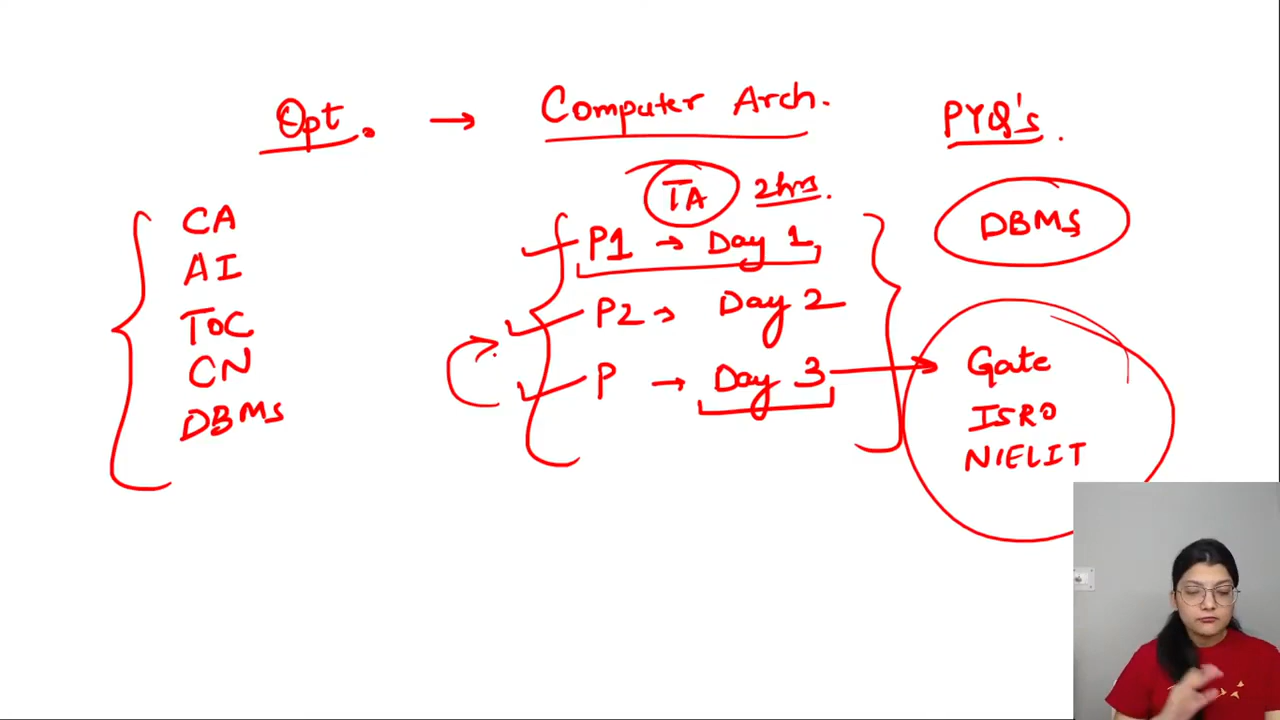 Opt. → Computer Arch. PYQ's.
TA 2hrs.
CA
AI
TOC
CN
DBMS
P1 → Day 1
P2 → Day 2
P → Day 3
DBMS
Gate
ISRO
NIELIT